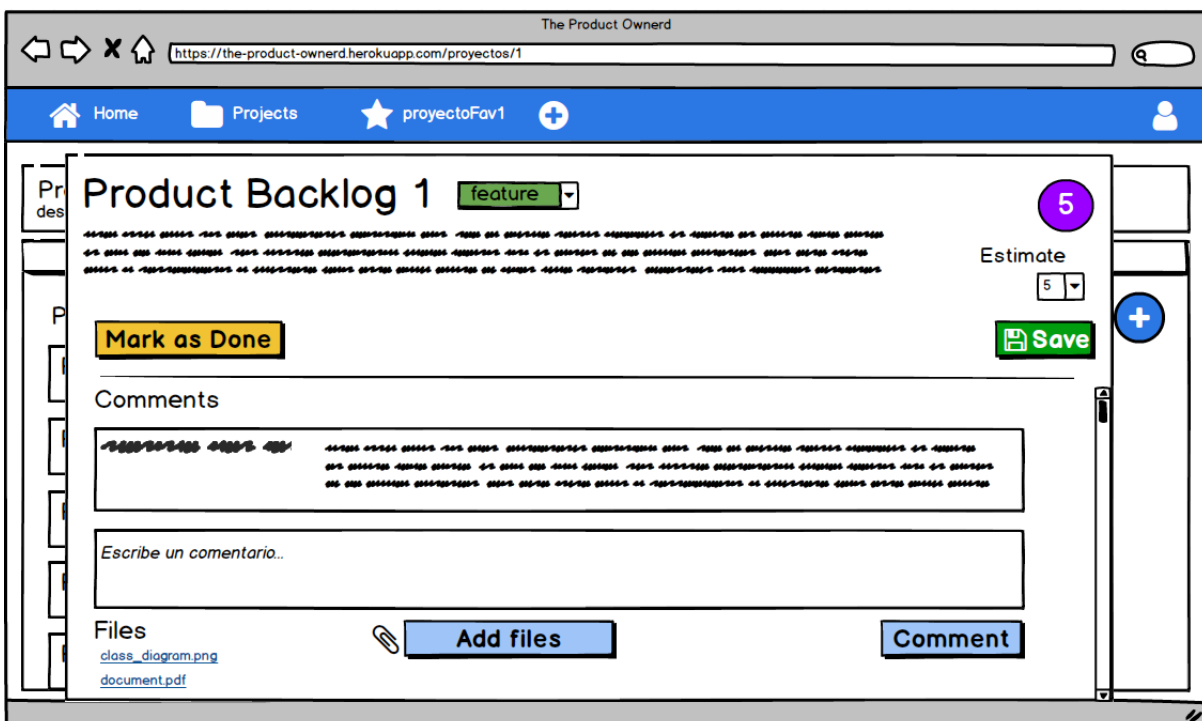 The Product Ownerd
https://the-product-ownerd.herokuapp.com/proyectos/1
Home Projects proyectoFav1
Product Backlog 1 feature 5
des
Estimate
5
Mark as Done Save
Comments
Escribe un comentario...
Files Add files Comment
class_diagram.png
document.pdf